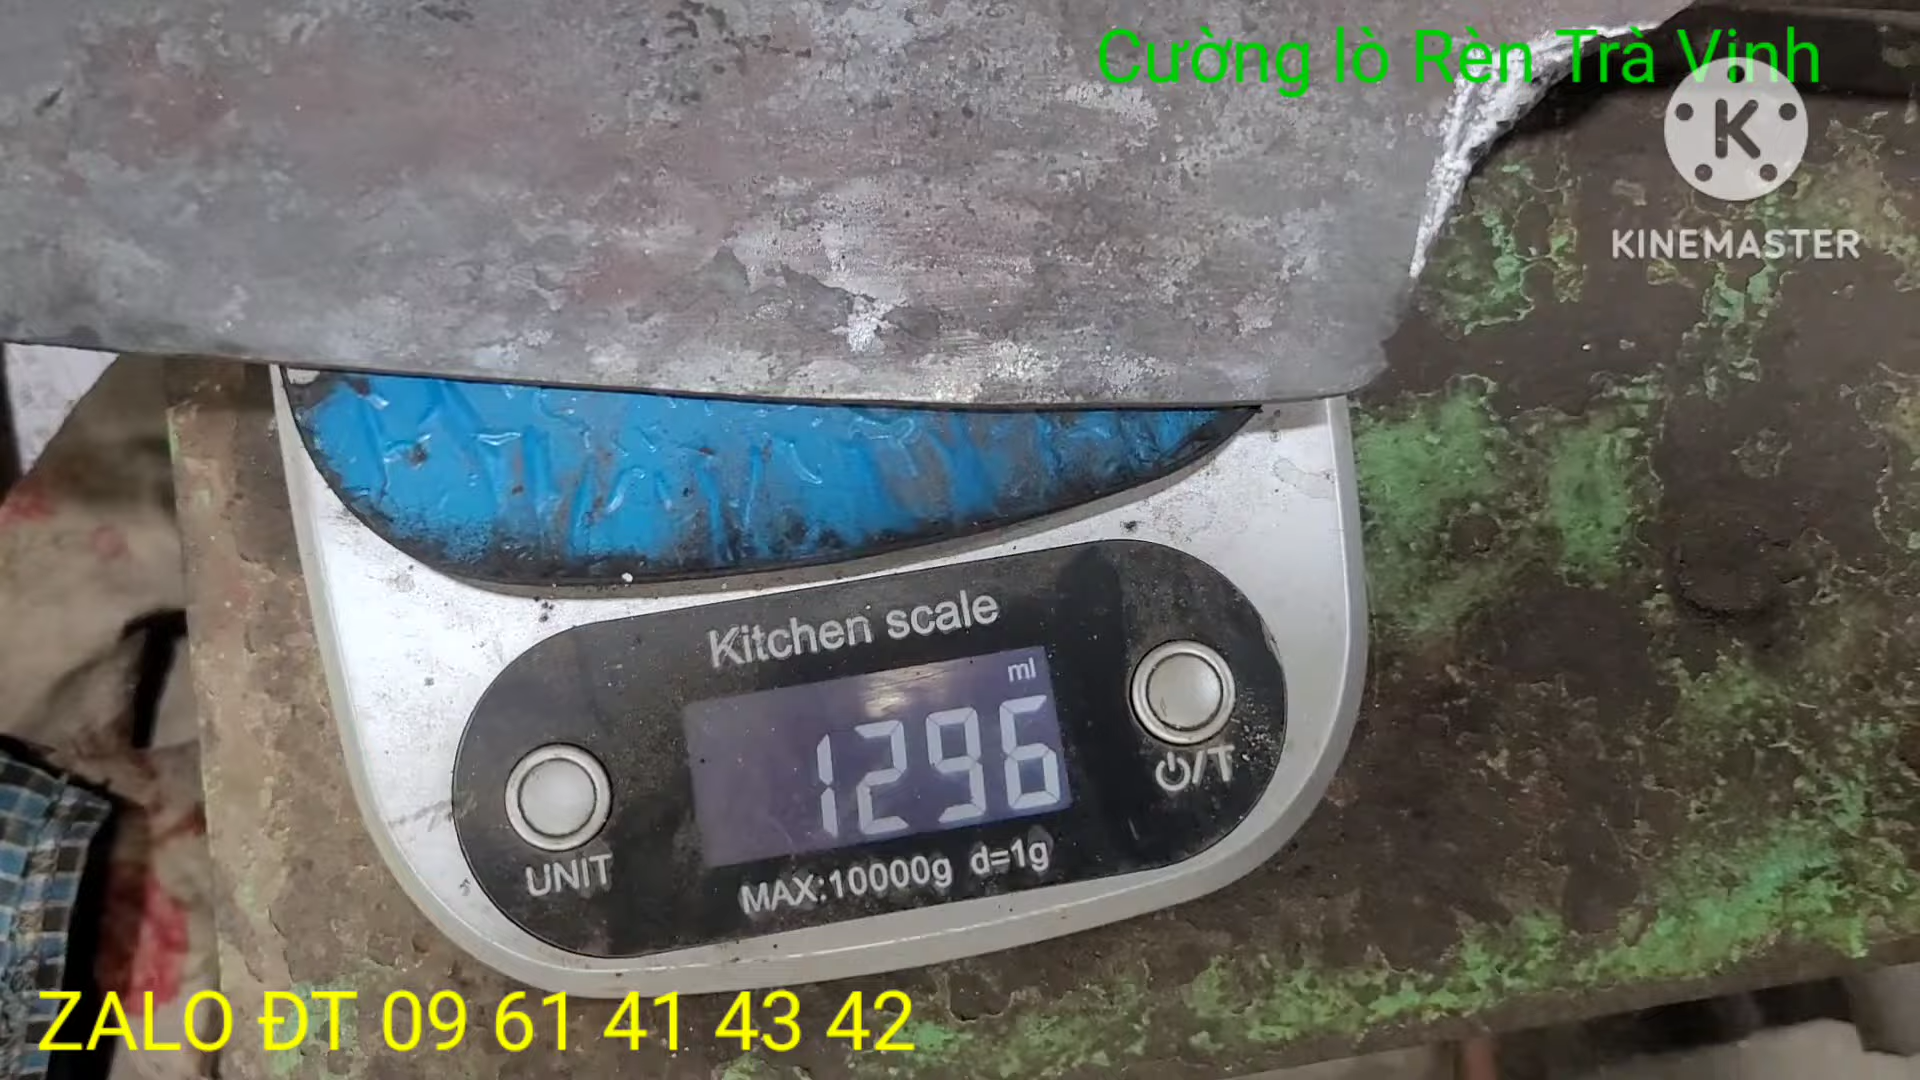 Cường lò Rèn Trà Vinh
K
KINEMASTER
Kitchen scale
ml
1296
UNIT
⏻/T
MAX:10000g d=1g
ZALO ĐT 09 61 41 43 42